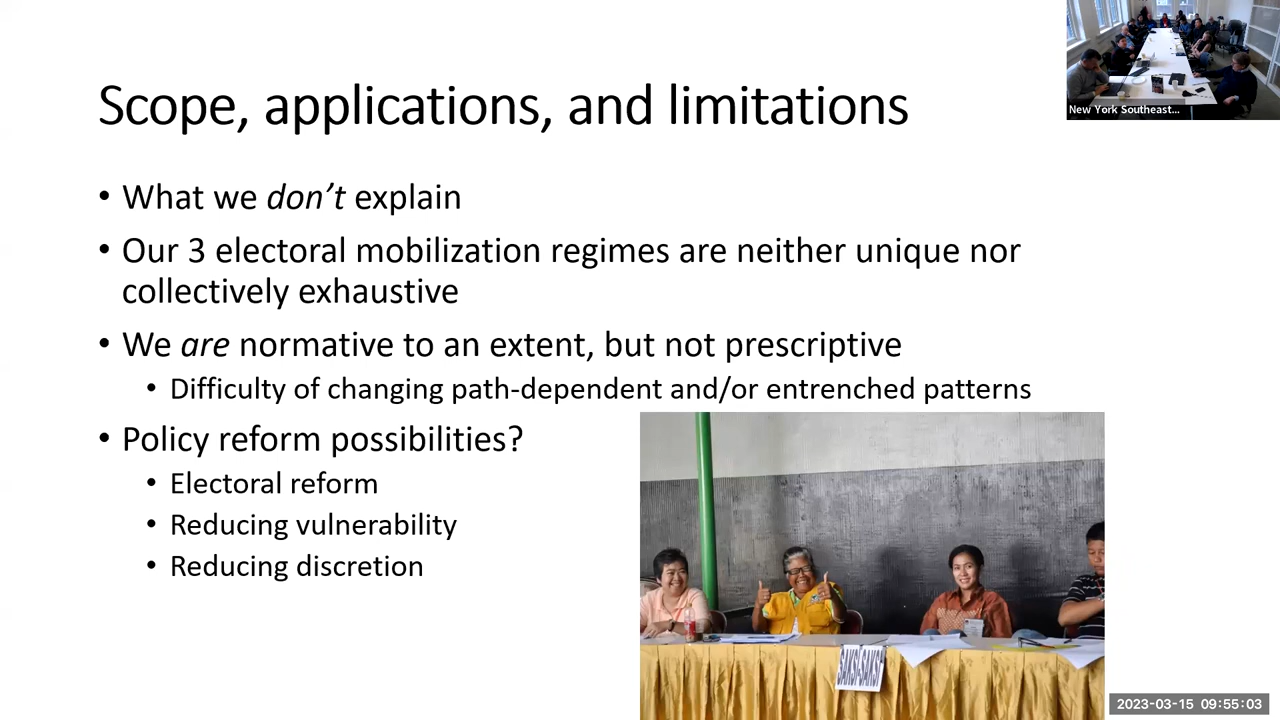 Scope, applications, and limitations
New York Southeast...
• What we don’t explain
• Our 3 electoral mobilization regimes are neither unique nor
collectively exhaustive
• We are normative to an extent, but not prescriptive
• Difficulty of changing path-dependent and/or entrenched patterns
• Policy reform possibilities?
• Electoral reform
• Reducing vulnerability
• Reducing discretion
SAKSI-SAKSI
2023-03-15 09:55:03